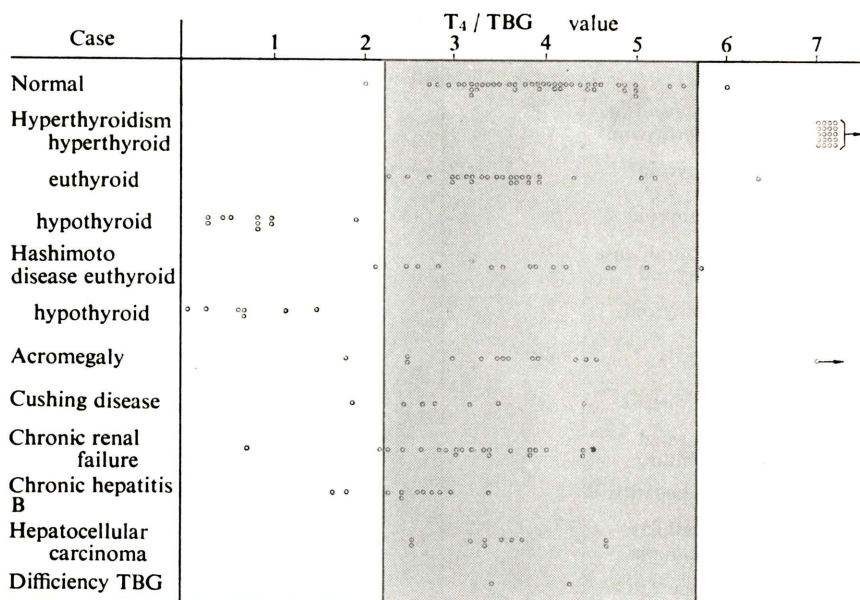 T4 / TBG value
Case
1 2 3 4 5 6 7
Normal
Hyperthyroidism
hyperthyroid
euthyroid
hypothyroid
Hashimoto
disease euthyroid
hypothyroid
Acromegaly
Cushing disease
Chronic renal
failure
Chronic hepatitis
B
Hepatocellular
carcinoma
Difficiency TBG